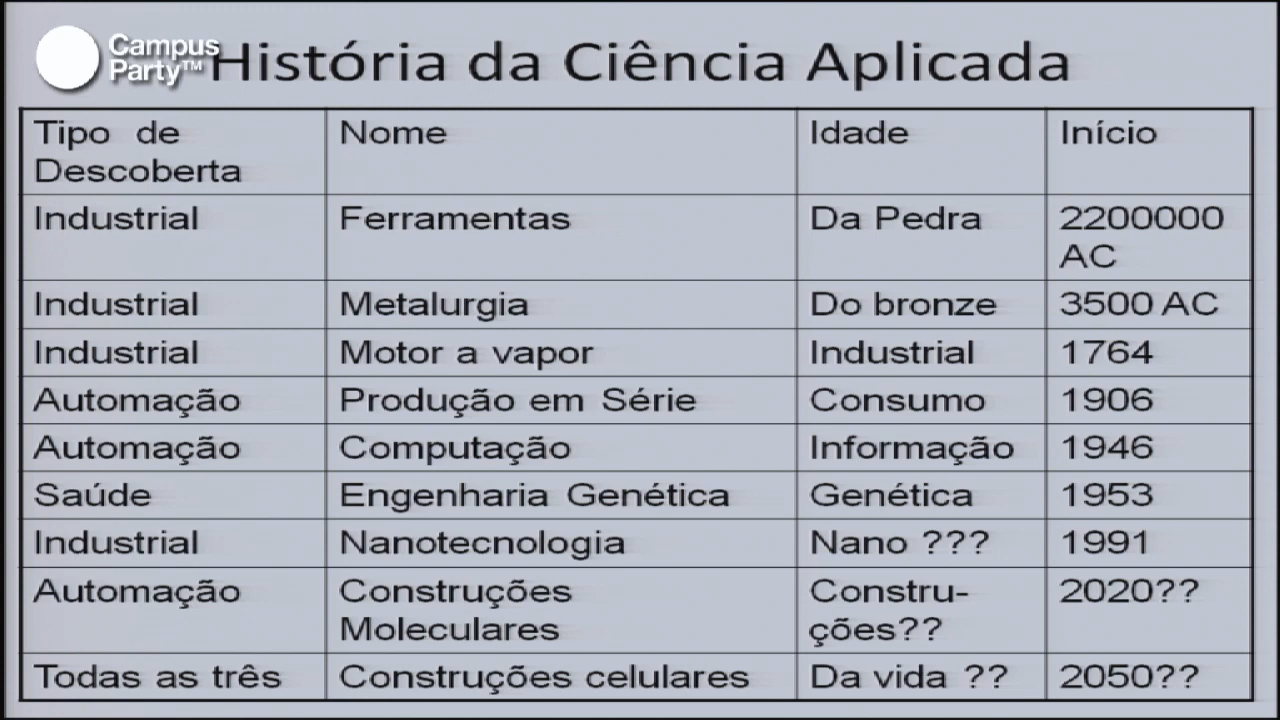 Campus
Party™
História da Ciência Aplicada
Tipo de Descoberta Nome Idade Início
Industrial Ferramentas Da Pedra 2200000 AC
Industrial Metalurgia Do bronze 3500 AC
Industrial Motor a vapor Industrial 1764
Automação Produção em Série Consumo 1906
Automação Computação Informação 1946
Saúde Engenharia Genética Genética 1953
Industrial Nanotecnologia Nano ??? 1991
Automação Construções Moleculares Constru-ções?? 2020??
Todas as três Construções celulares Da vida ?? 2050??